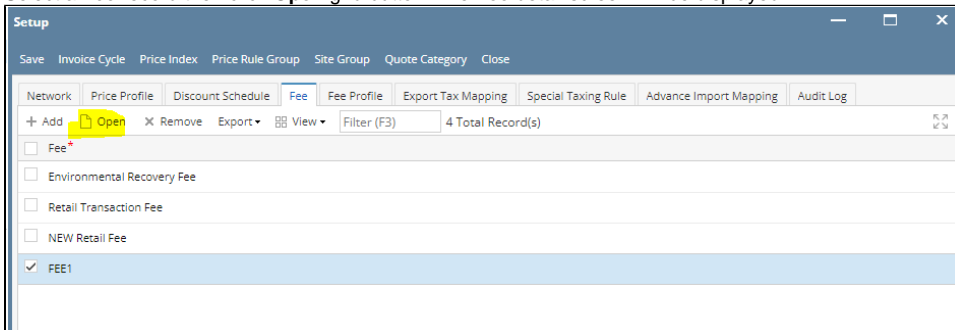 Setup
Save Invoice Cycle Price Index Price Rule Group Site Group Quote Category Close
Network Price Profile Discount Schedule Fee Fee Profile Export Tax Mapping Special Taxing Rule Advance Import Mapping Audit Log
+ Add Open X Remove Export View Filter (F3) 4 Total Record(s)
Fee*
Environmental Recovery Fee
Retail Transaction Fee
NEW Retail Fee
FEE1